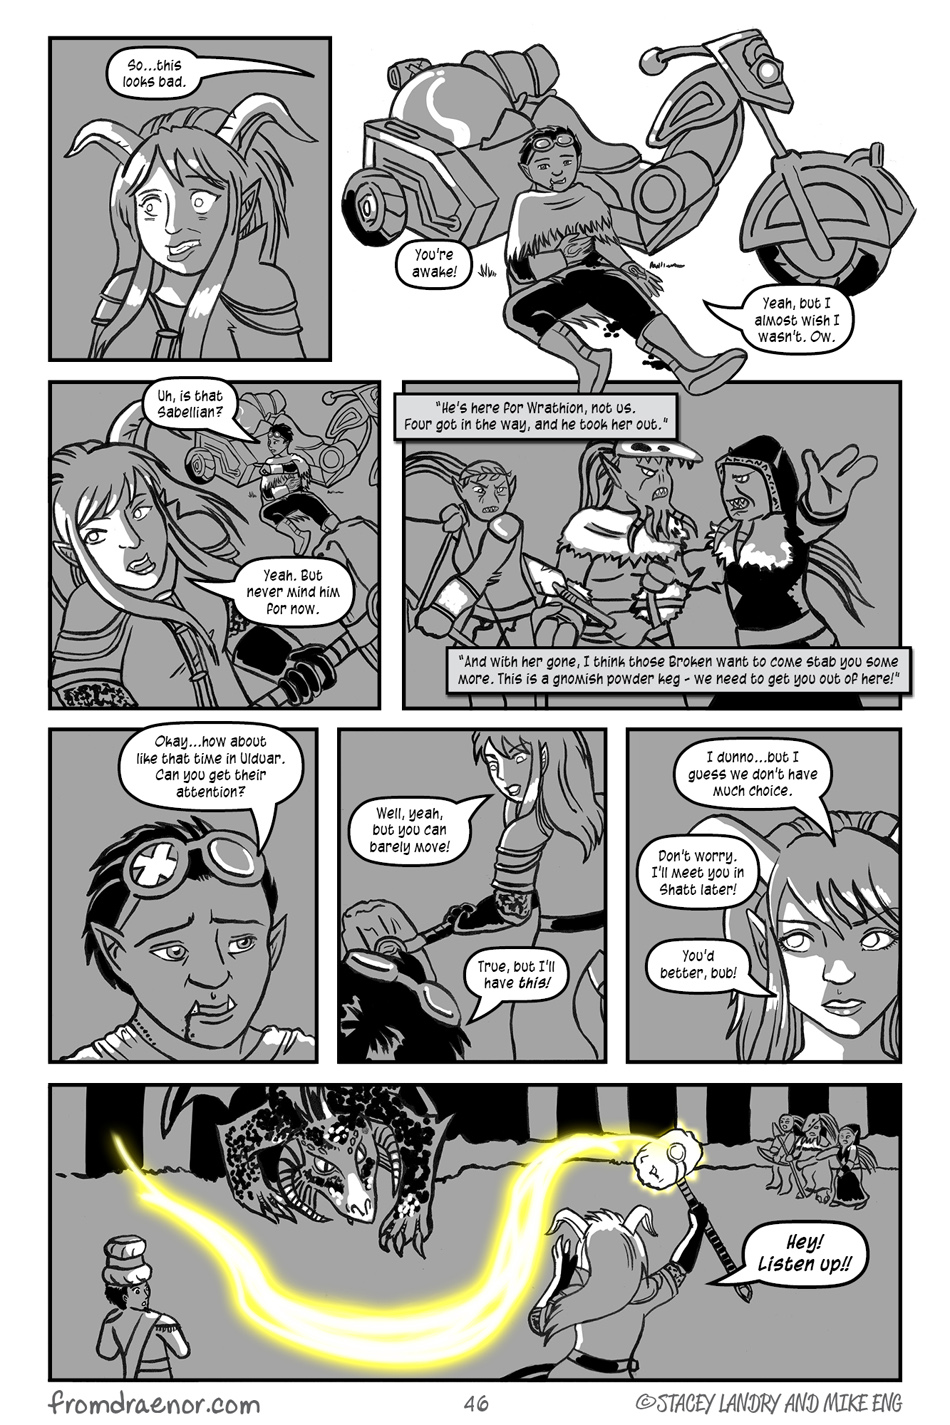 So...this
looks bad.
You're
awake!
Yeah, but I
almost wish I
wasn't. Ow.
Uh, is that
Sabellian?
Yeah. But
never mind him
for now.
"He's here for Wrathion, not us.
Four got in the way, and he took her out."
"And with her gone, I think those Broken want to come stab you some
more. This is a gnomish powder keg - we need to get you out of here!"
Okay...how about
like that time in Ulduar.
Can you get their
attention?
Well, yeah,
but you can
barely move!
True, but I'll
have this!
I dunno...but I
guess we don't have
much choice.
Don't worry.
I'll meet you in
Shatt later!
You'd
better, bub!
Hey!
Listen up!!
fromdraenor.com
46
©STACEY LANDRY AND MIKE ENG